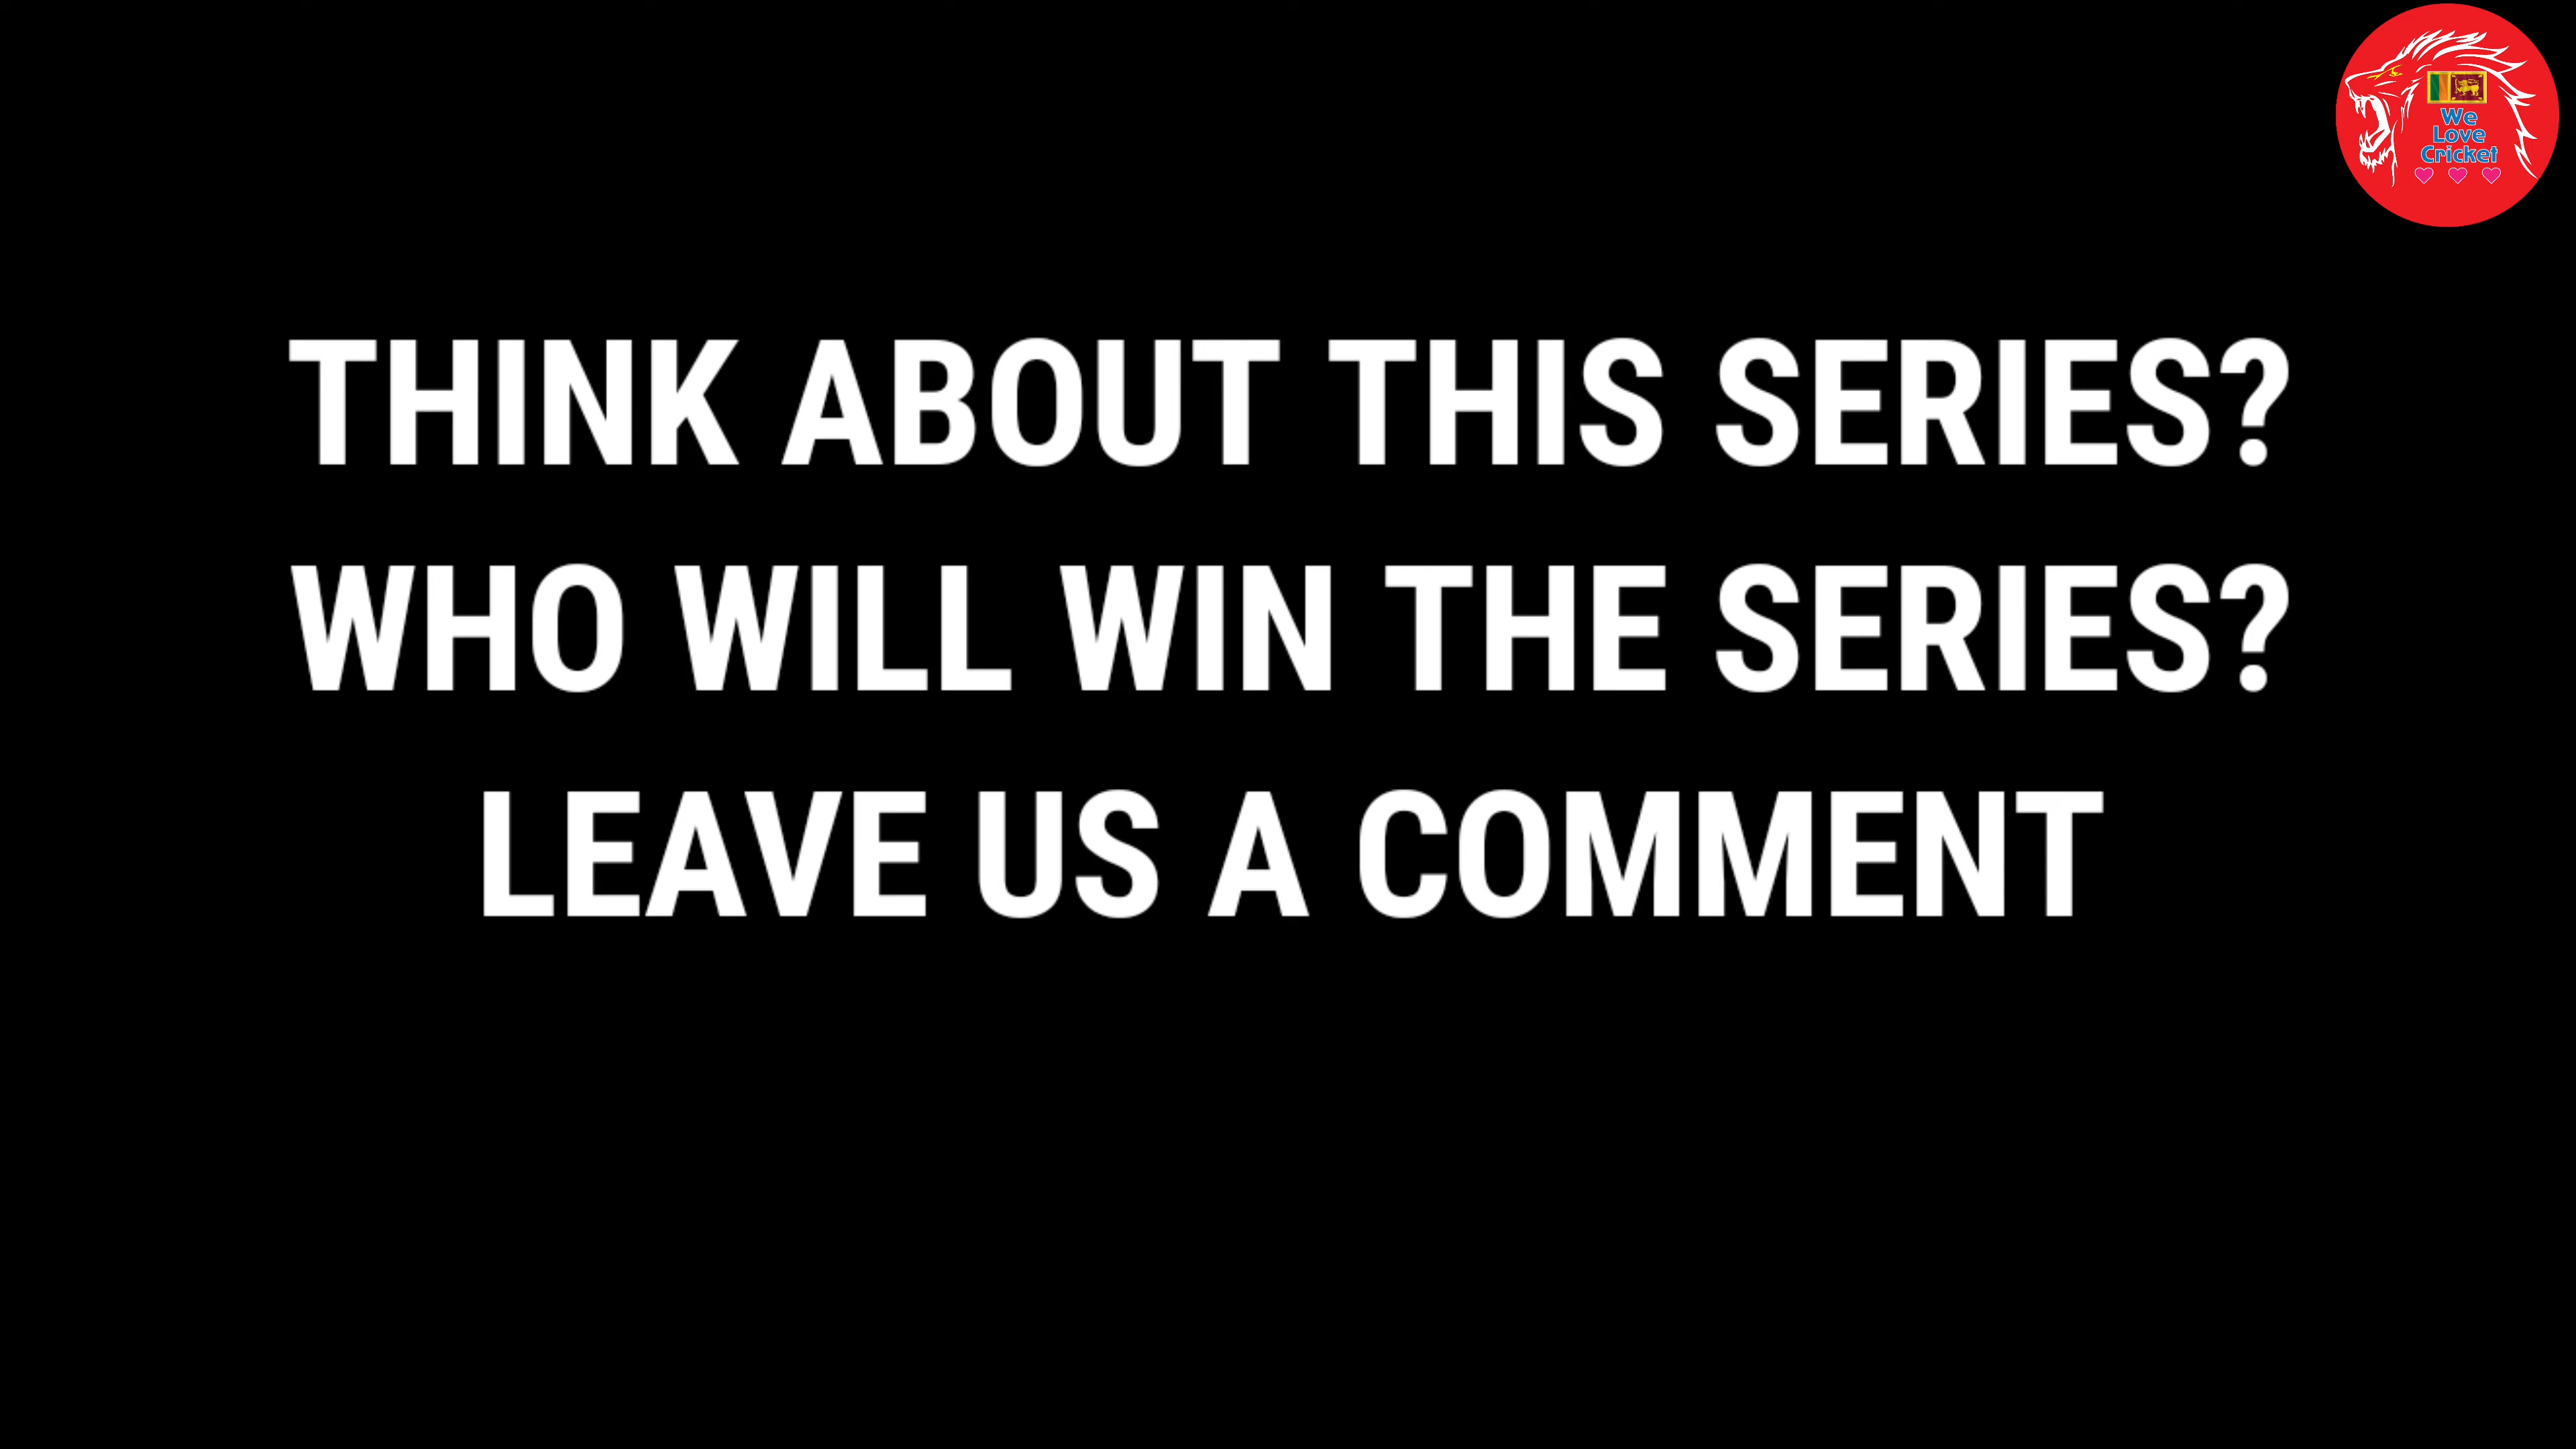 We
Love
Cricket
THINK ABOUT THIS SERIES?
WHO WILL WIN THE SERIES?
LEAVE US A COMMENT